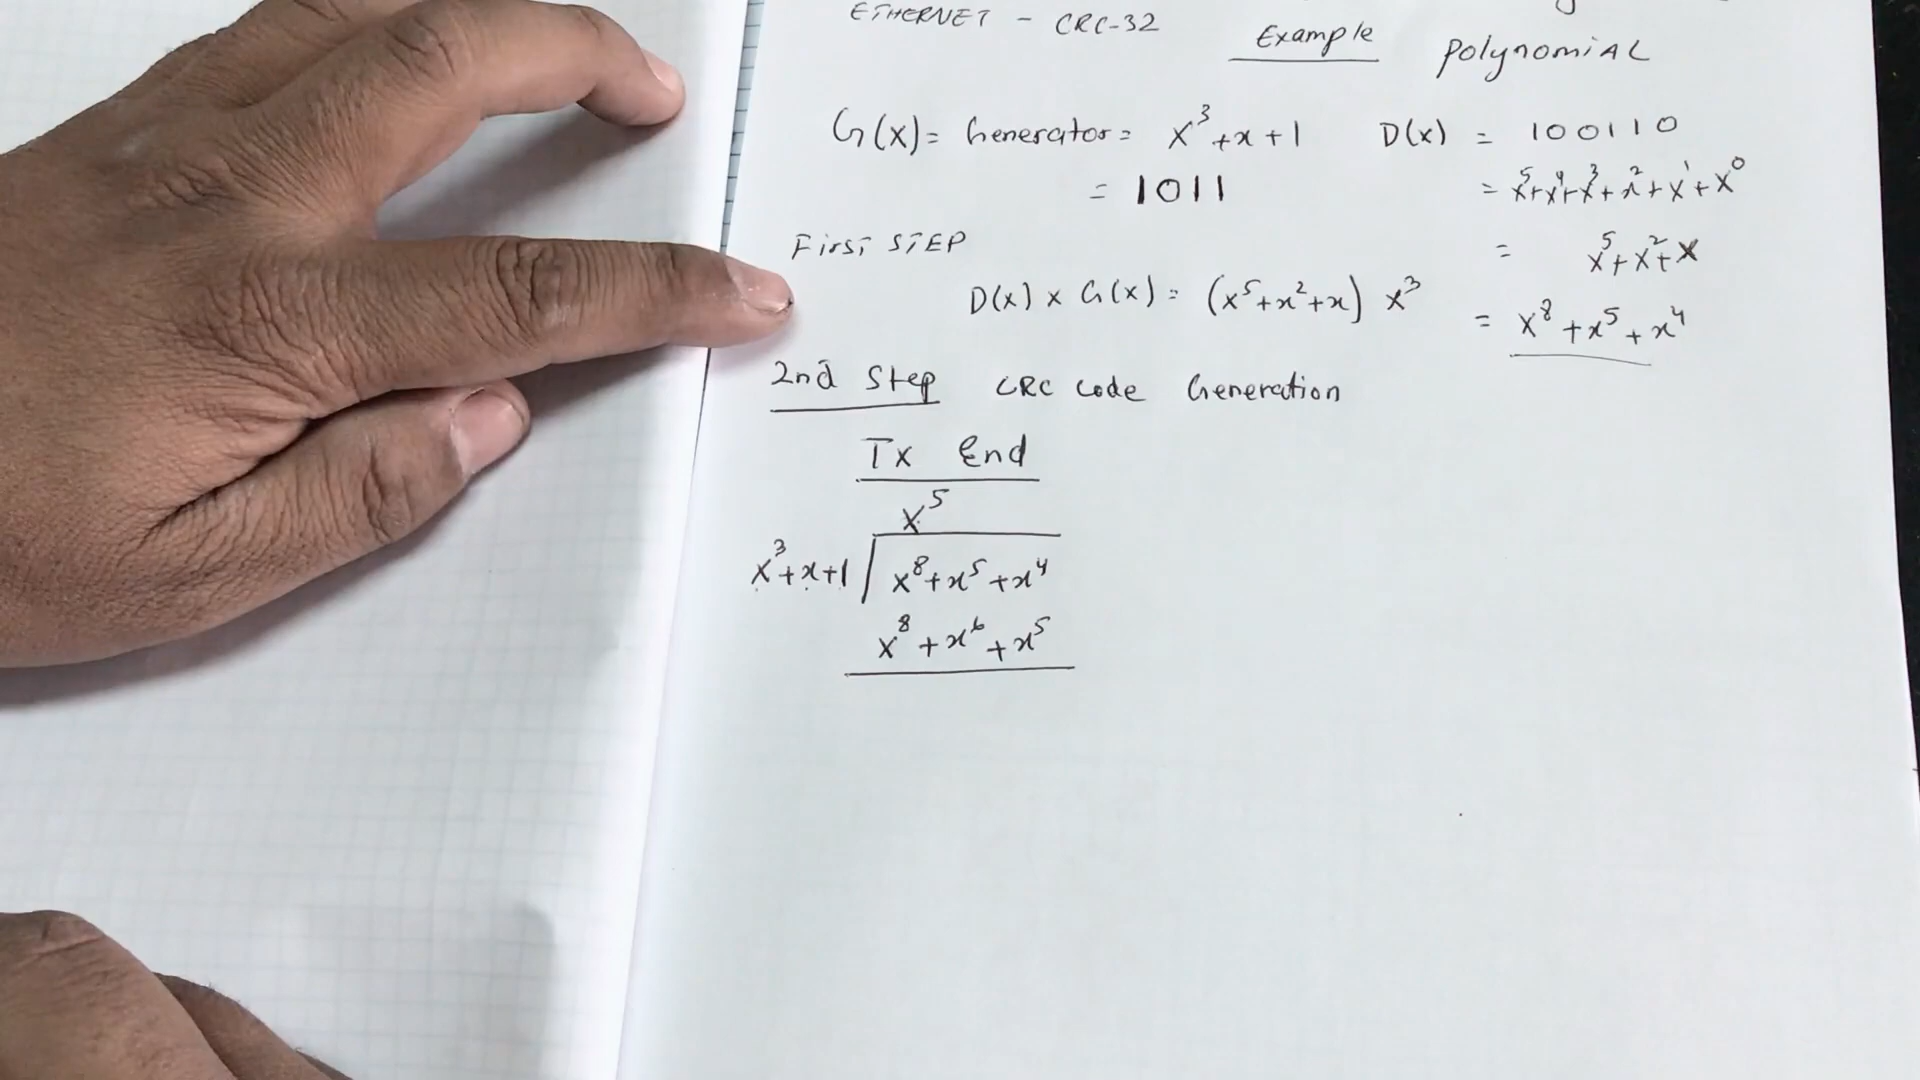 ETHERNET - CRC-32
Example
polynomiAL
G(x) = Generator = x³ + x + 1
D(x) = 100110
= 1011
= x⁵+x⁴+x³+x²+x¹+x⁰
First STEP
= x⁵+x²+x
D(x) x G(x) = (x⁵+x²+x) x³
= x⁸+x⁵+x⁴
2nd Step CRC Code Generation
Tx End
x⁵
x³+x+1
x⁸+x⁵+x⁴
x⁸+x⁶+x⁵